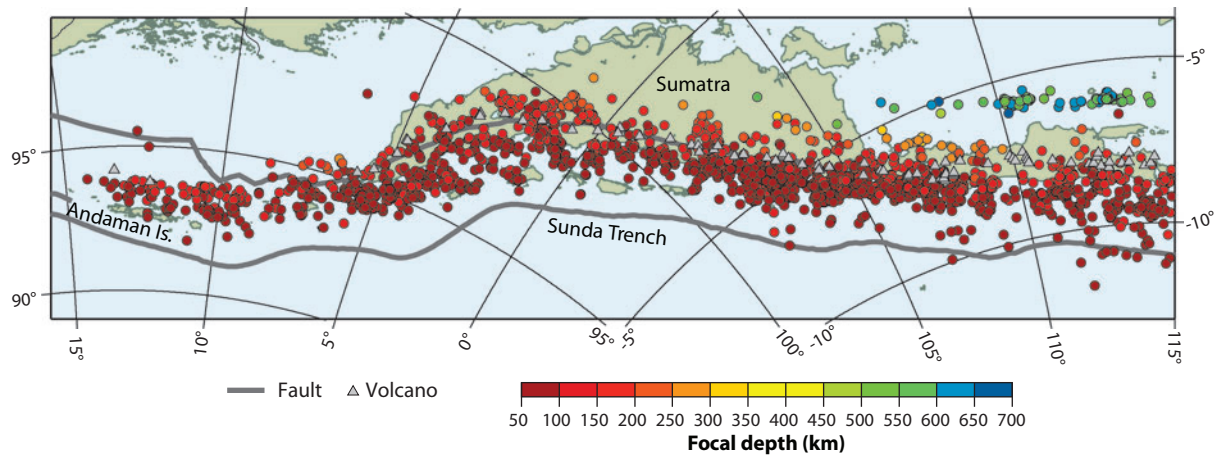 -5°
Sumatra
95°
Andaman Is.
Sunda Trench
-10°
90°
15°
10°
5°
0°
95°
-5°
100°
-10°
105°
110°
115°
Fault
Volcano
50 100 150 200 250 300 350 400 450 500 550 600 650 700
Focal depth (km)